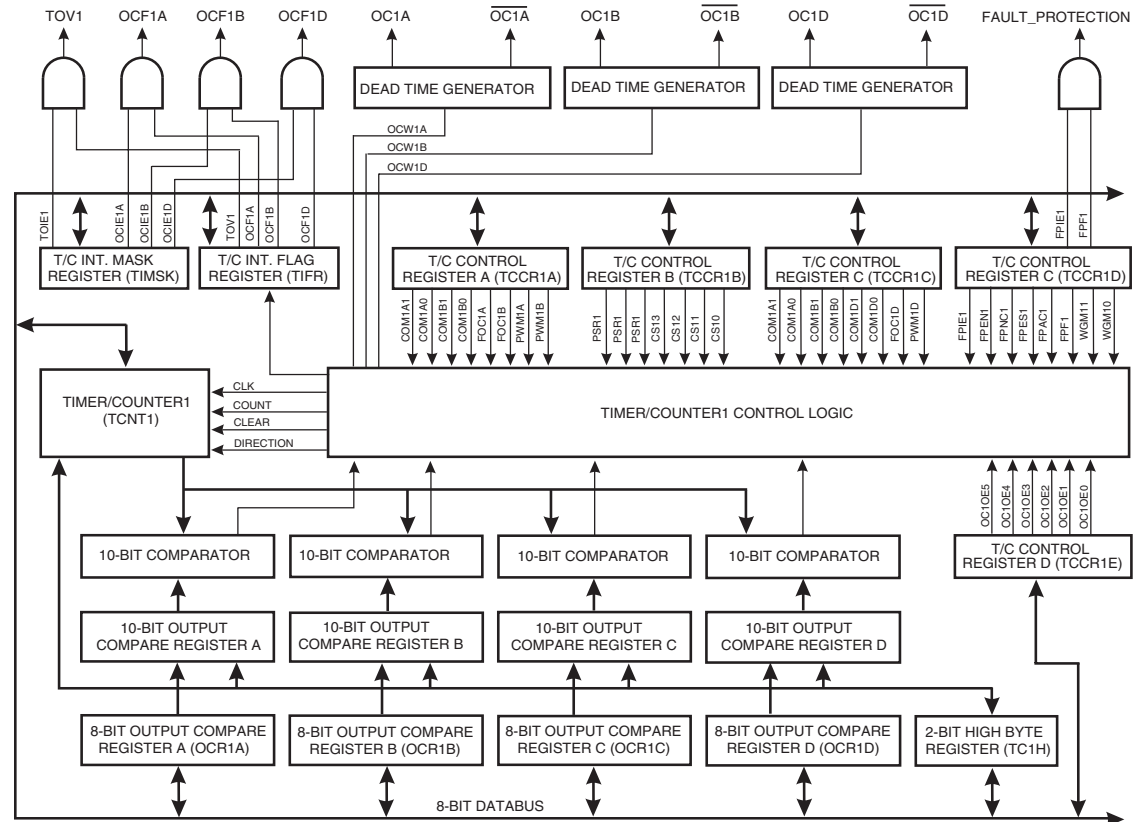 TOV1 OCF1A OCF1B OCF1D OC1A OC1A OC1B OC1B OC1D OC1D FAULT_PROTECTION
DEAD TIME GENERATOR DEAD TIME GENERATOR DEAD TIME GENERATOR
OCW1A
OCW1B
OCW1D
TOIE1 OCIE1A OCIE1B OCIE1D TOV1 OCF1A OCF1B OCF1D FPIE1 FPF1
T/C INT. MASK
REGISTER (TIMSK)
T/C INT. FLAG
REGISTER (TIFR)
T/C CONTROL
REGISTER A (TCCR1A)
T/C CONTROL
REGISTER B (TCCR1B)
T/C CONTROL
REGISTER C (TCCR1C)
T/C CONTROL
REGISTER C (TCCR1D)
COM1A1 COM1A0 COM1B1 COM1B0 FOC1A FOC1B PWM1A PWM1B
PSR1 PSR1 PSR1 CS13 CS12 CS11 CS10
COM1A1 COM1A0 COM1B1 COM1B0 COM1D1 COM1D0 FOC1D PWM1D
FPIE1 FPEN1 FPNC1 FPES1 FPAC1 FPF1 WGM11 WGM10
TIMER/COUNTER1
(TCNT1)
CLK
COUNT
CLEAR
DIRECTION
TIMER/COUNTER1 CONTROL LOGIC
OC1OE5 OC1OE4 OC1OE3 OC1OE2 OC1OE1 OC1OE0
10-BIT COMPARATOR 10-BIT COMPARATOR 10-BIT COMPARATOR 10-BIT COMPARATOR
T/C CONTROL
REGISTER D (TCCR1E)
10-BIT OUTPUT
COMPARE REGISTER A
10-BIT OUTPUT
COMPARE REGISTER B
10-BIT OUTPUT
COMPARE REGISTER C
10-BIT OUTPUT
COMPARE REGISTER D
8-BIT OUTPUT COMPARE
REGISTER A (OCR1A)
8-BIT OUTPUT COMPARE
REGISTER B (OCR1B)
8-BIT OUTPUT COMPARE
REGISTER C (OCR1C)
8-BIT OUTPUT COMPARE
REGISTER D (OCR1D)
2-BIT HIGH BYTE
REGISTER (TC1H)
8-BIT DATABUS